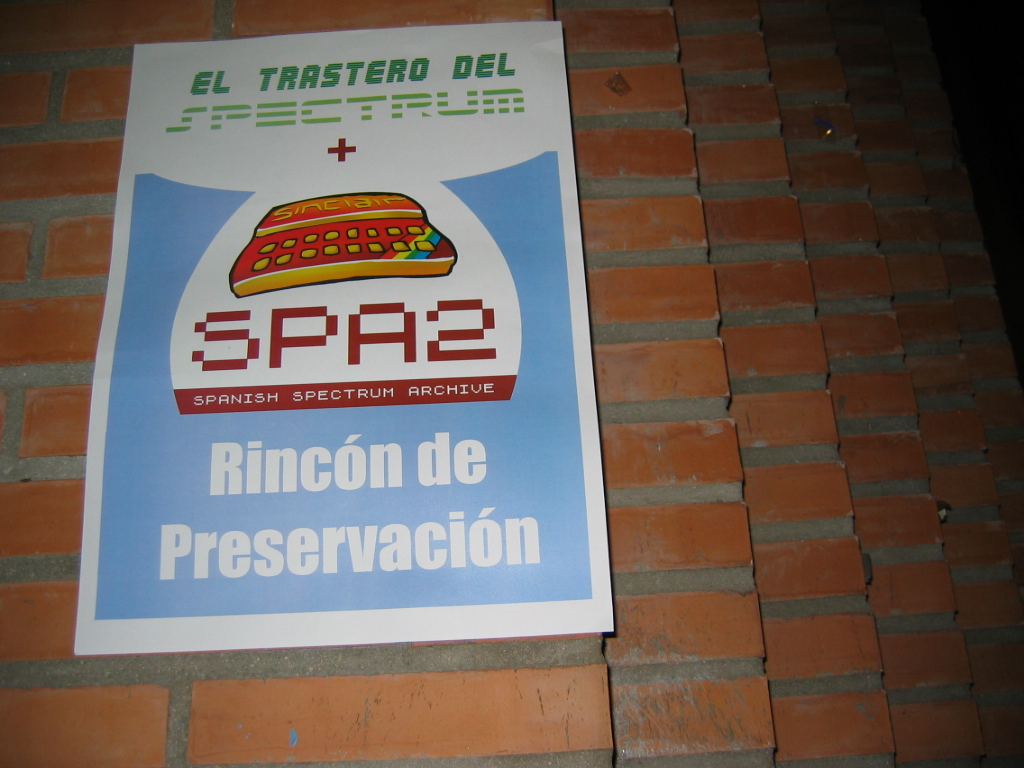 EL TRASTERO DEL
SPECTRUM
+
Sinclair
SPA2
SPANISH SPECTRUM ARCHIVE
Rincón de
Preservación